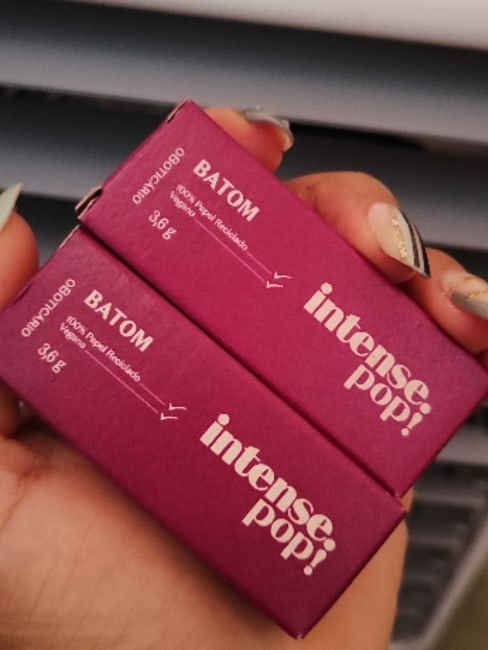 OBOTICÁRIO
BATOM
100% Papel Reciclado
Vegano
3,6 g
intense
pop!
OBOTICÁRIO
BATOM
100% Papel Reciclado
Vegano
3,6 g
intense
pop!